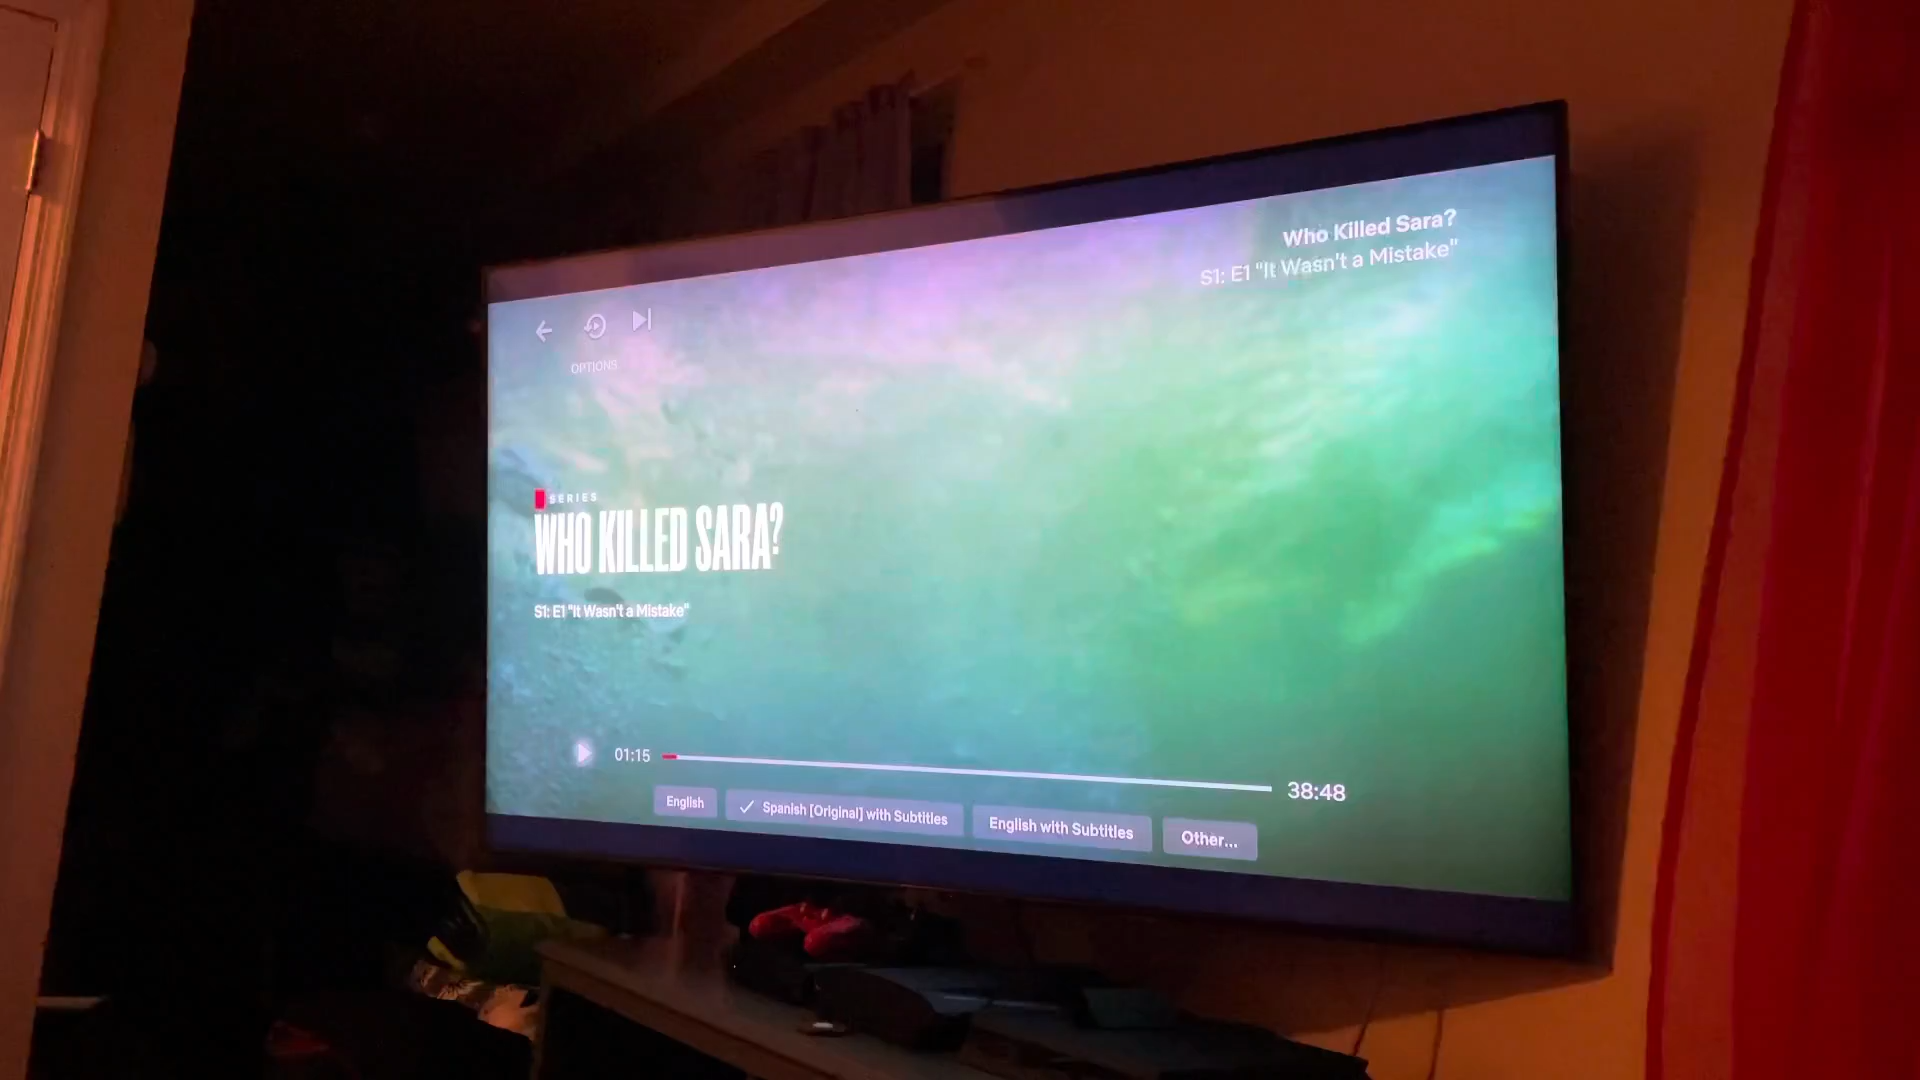 Who Killed Sara?
S1: E1 "It Wasn't a Mistake"
OPTIONS
SERIES
WHO KILLED SARA?
S1: E1 "It Wasn't a Mistake"
01:15
38:48
English
Spanish [Original] with Subtitles
English with Subtitles
Other...